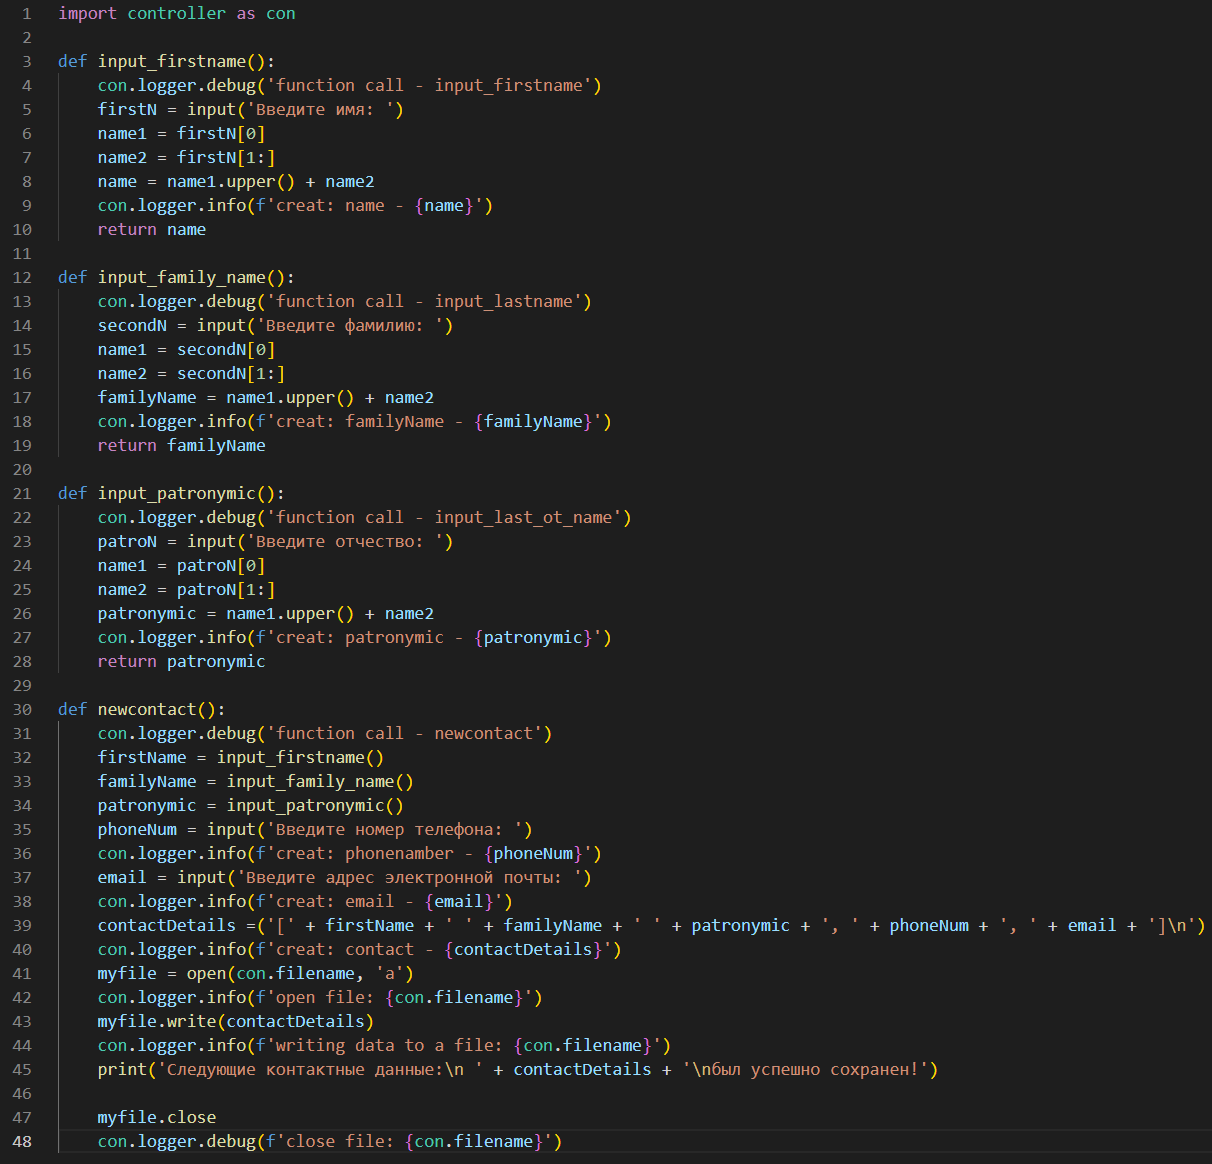 1 import controller as con
2
3 def input_firstname():
4     con.logger.debug('function call - input_firstname')
5     firstN = input('Введите имя: ')
6     name1 = firstN[0]
7     name2 = firstN[1:]
8     name = name1.upper() + name2
9     con.logger.info(f'creat: name - {name}')
10     return name
11
12 def input_family_name():
13     con.logger.debug('function call - input_lastname')
14     secondN = input('Введите фамилию: ')
15     name1 = secondN[0]
16     name2 = secondN[1:]
17     familyName = name1.upper() + name2
18     con.logger.info(f'creat: familyName - {familyName}')
19     return familyName
20
21 def input_patronymic():
22     con.logger.debug('function call - input_last_ot_name')
23     patroN = input('Введите отчество: ')
24     name1 = patroN[0]
25     name2 = patroN[1:]
26     patronymic = name1.upper() + name2
27     con.logger.info(f'creat: patronymic - {patronymic}')
28     return patronymic
29
30 def newcontact():
31     con.logger.debug('function call - newcontact')
32     firstName = input_firstname()
33     familyName = input_family_name()
34     patronymic = input_patronymic()
35     phoneNum = input('Введите номер телефона: ')
36     con.logger.info(f'creat: phonenamber - {phoneNum}')
37     email = input('Введите адрес электронной почты: ')
38     con.logger.info(f'creat: email - {email}')
39     contactDetails =('[' + firstName + ' ' + familyName + ' ' + patronymic + ', ' + phoneNum + ', ' + email + ']\n')
40     con.logger.info(f'creat: contact - {contactDetails}')
41     myfile = open(con.filename, 'a')
42     con.logger.info(f'open file: {con.filename}')
43     myfile.write(contactDetails)
44     con.logger.info(f'writing data to a file: {con.filename}')
45     print('Следующие контактные данные:\n ' + contactDetails + '\nбыл успешно сохранен!')
46
47     myfile.close
48     con.logger.debug(f'close file: {con.filename}')